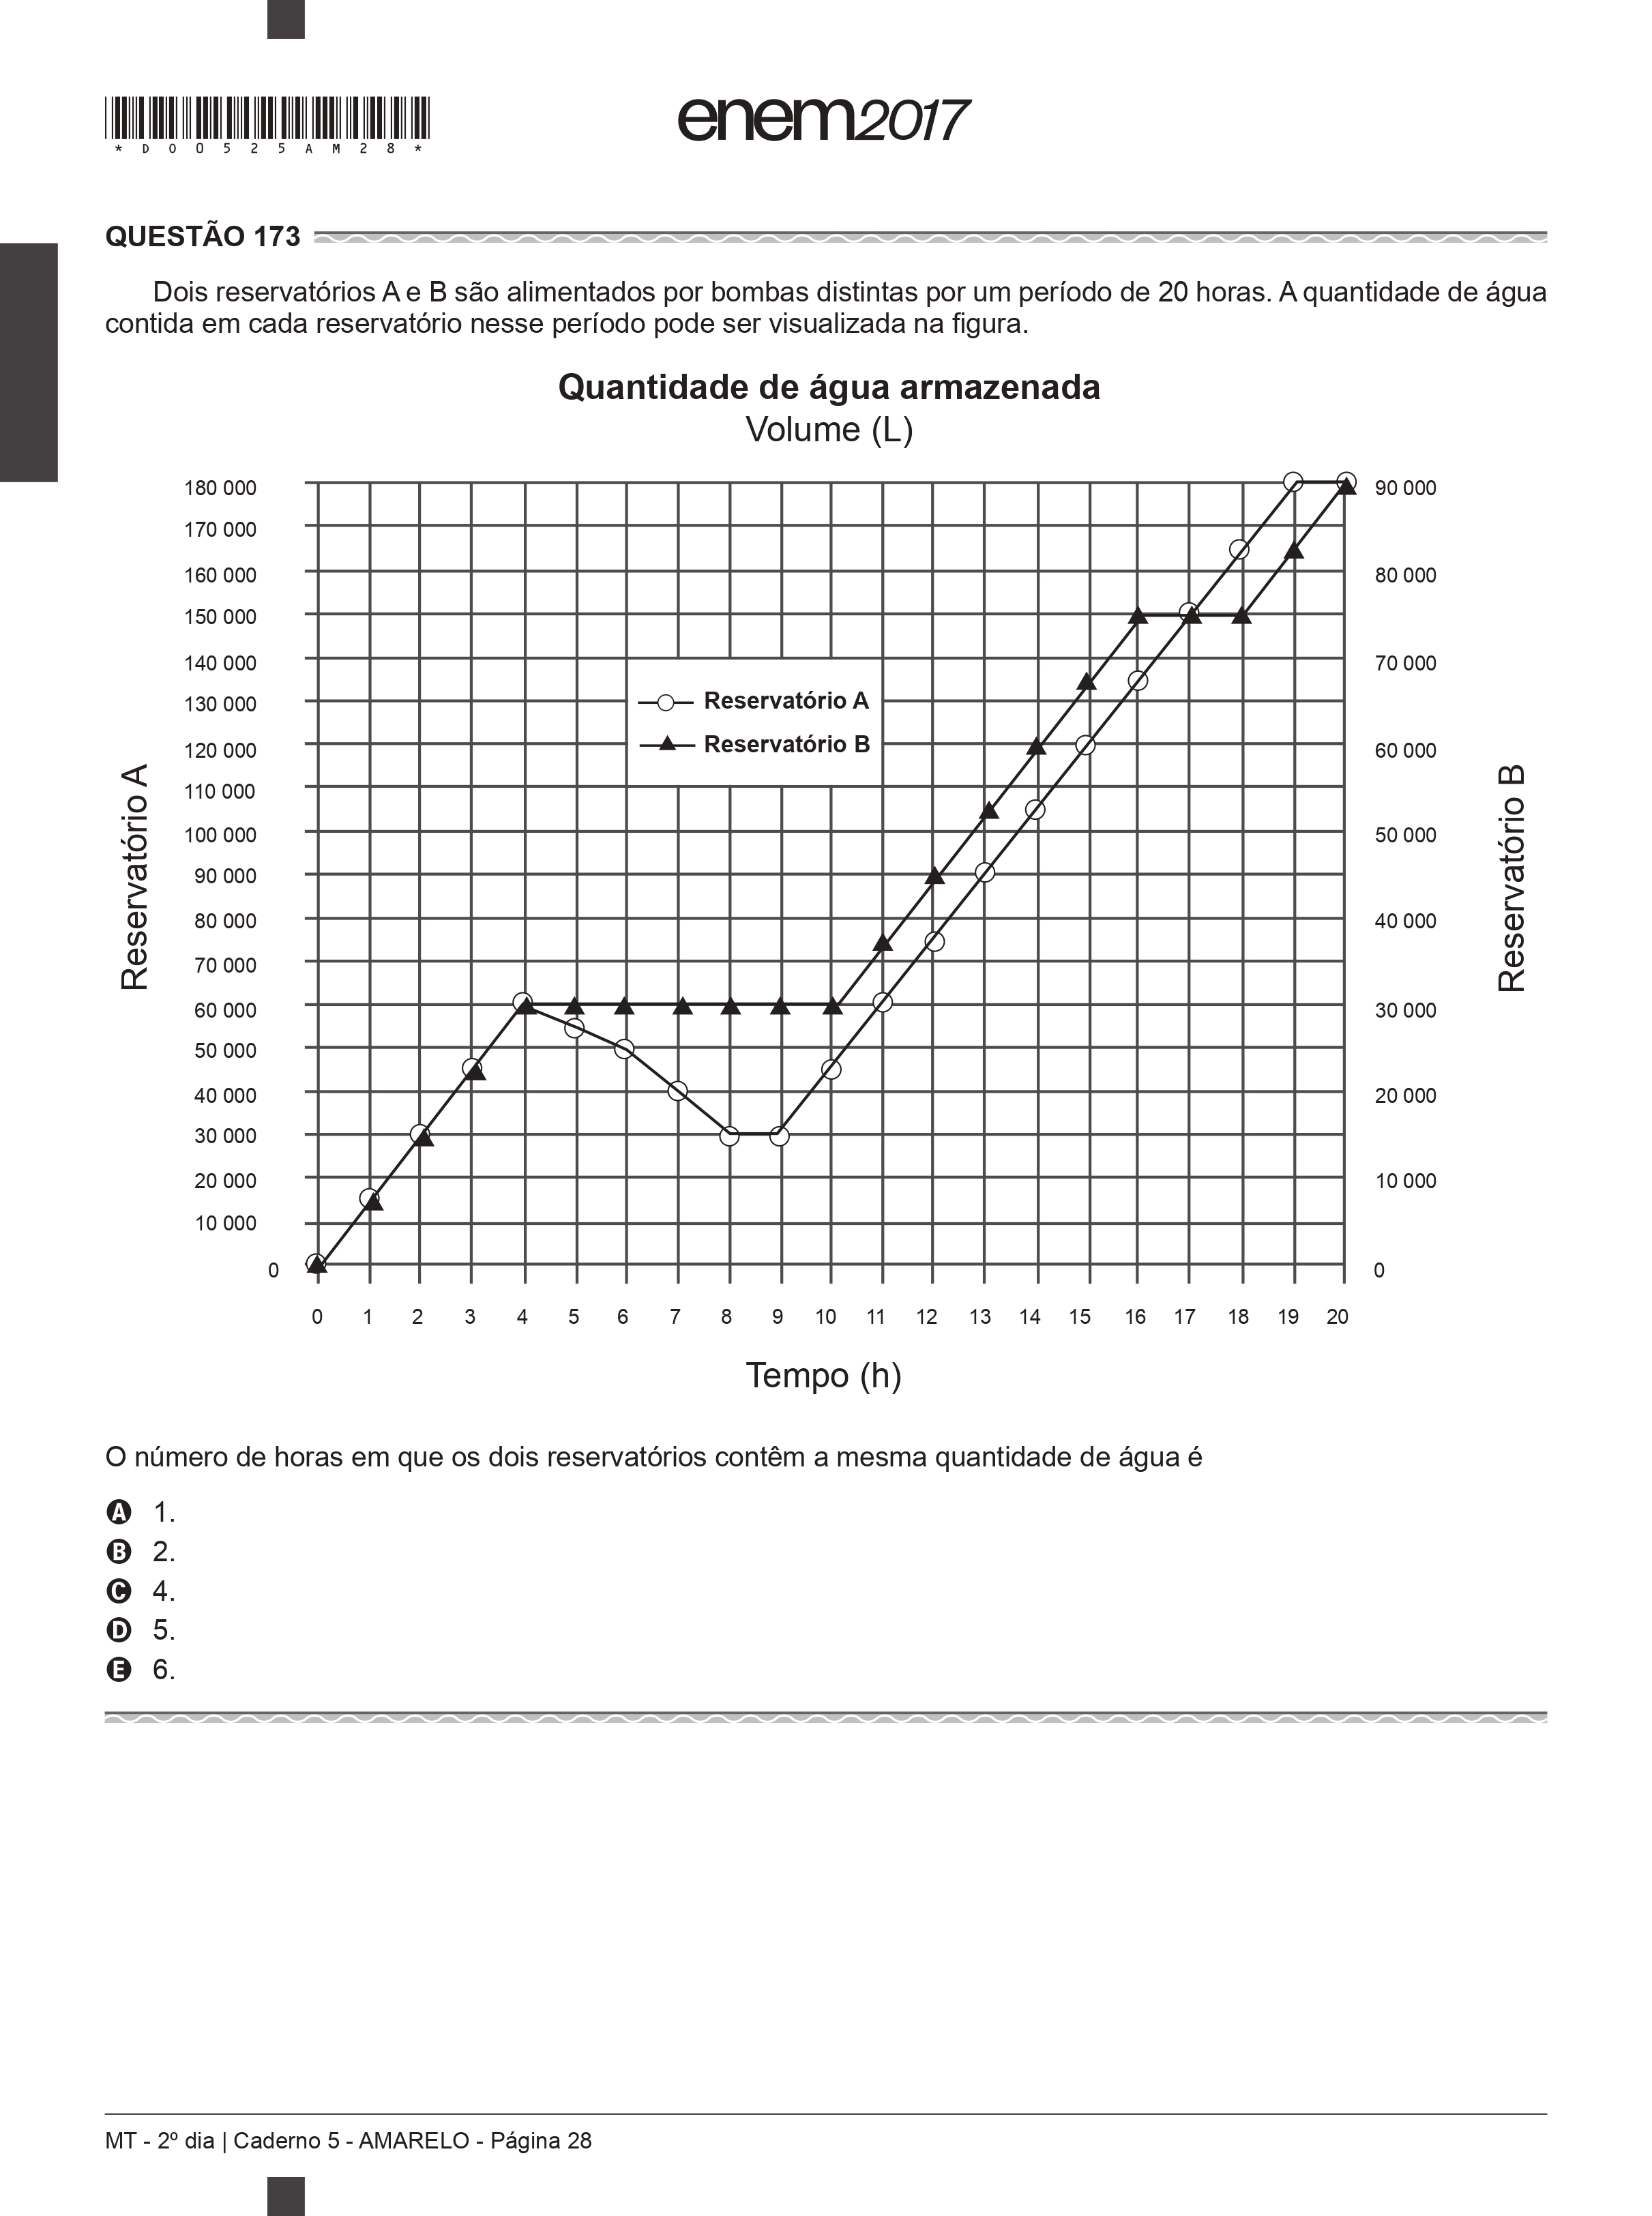 *D00525AM28*
enem2017
QUESTÃO 173
Dois reservatórios A e B são alimentados por bombas distintas por um período de 20 horas. A quantidade de água
contida em cada reservatório nesse período pode ser visualizada na figura.
Quantidade de água armazenada
Volume (L)
180 000
170 000
160 000
150 000
140 000
130 000
120 000
110 000
100 000
90 000
80 000
70 000
60 000
50 000
40 000
30 000
20 000
10 000
0
Reservatório A
Reservatório A
Reservatório B
90 000
80 000
70 000
60 000
50 000
40 000
30 000
20 000
10 000
0
Reservatório B
0 1 2 3 4 5 6 7 8 9 10 11 12 13 14 15 16 17 18 19 20
Tempo (h)
O número de horas em que os dois reservatórios contêm a mesma quantidade de água é
A 1.
B 2.
C 4.
D 5.
E 6.
MT - 2º dia | Caderno 5 - AMARELO - Página 28